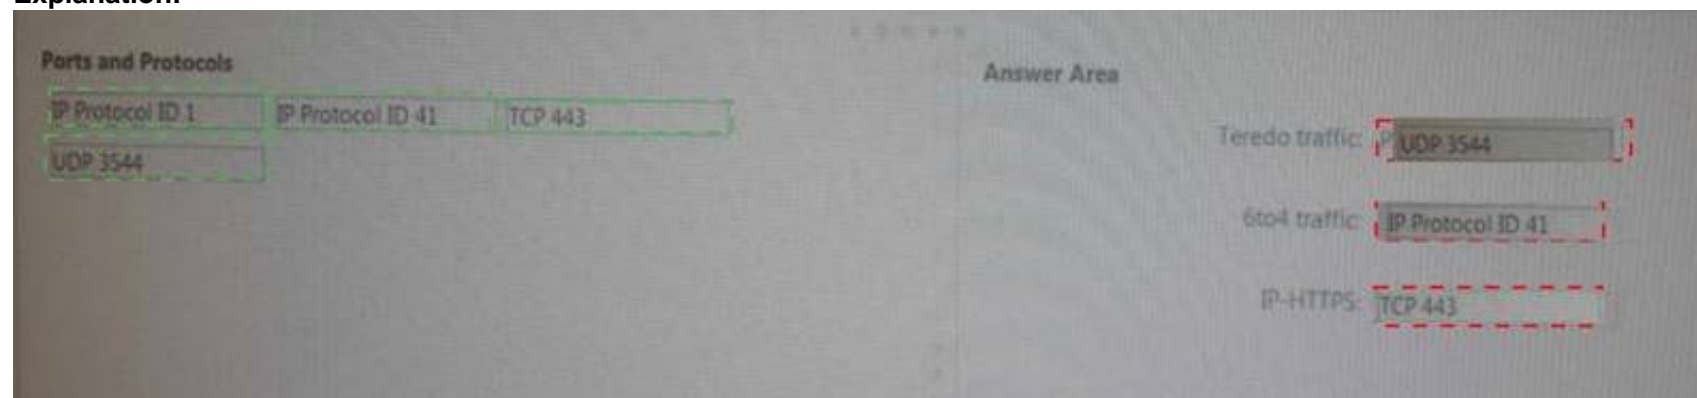 Explanation:
Ports and Protocols
IP Protocol ID 1
IP Protocol ID 41
TCP 443
UDP 3544
Answer Area
Teredo traffic: P UDP 3544
6to4 traffic: IP Protocol ID 41
IP-HTTPS: TCP 443